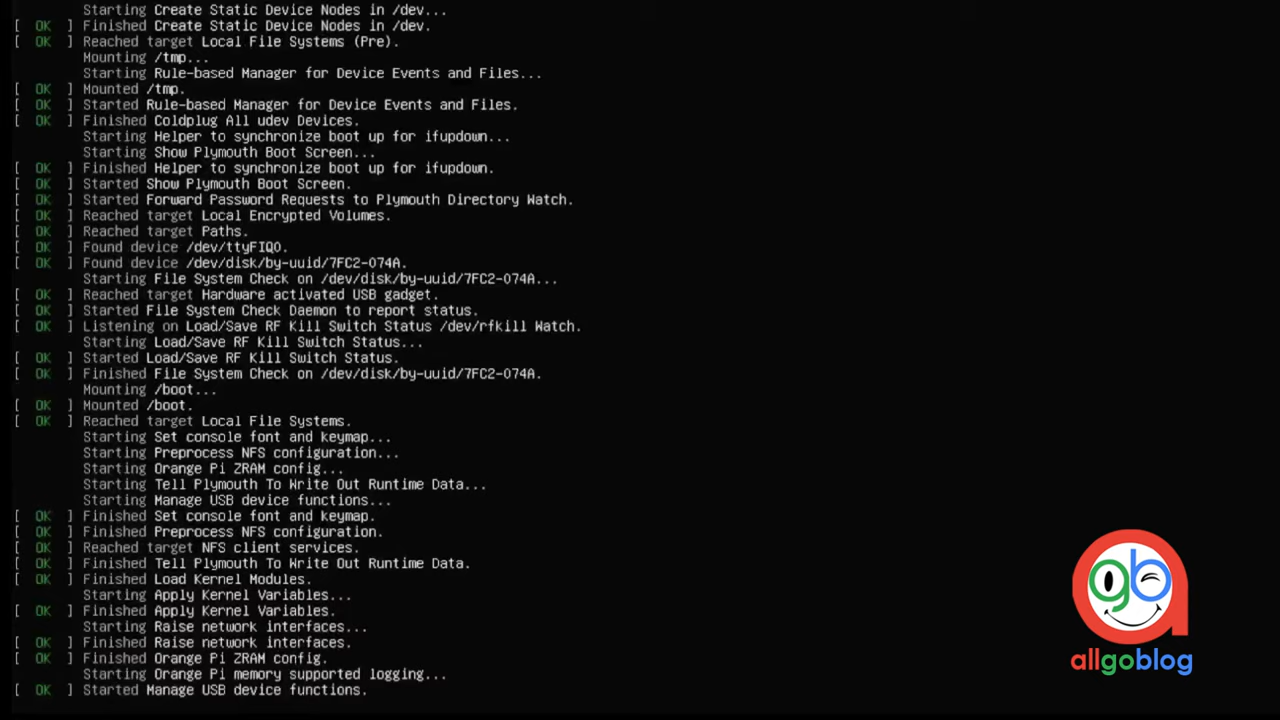 Starting Create Static Device Nodes in /dev...
[ OK ] Finished Create Static Device Nodes in /dev.
[ OK ] Reached target Local File Systems (Pre).
Mounting /tmp...
Starting Rule-based Manager for Device Events and Files...
[ OK ] Mounted /tmp.
[ OK ] Started Rule-based Manager for Device Events and Files.
[ OK ] Finished Coldplug All udev Devices.
Starting Helper to synchronize boot up for ifupdown...
Starting Show Plymouth Boot Screen...
[ OK ] Finished Helper to synchronize boot up for ifupdown.
[ OK ] Started Show Plymouth Boot Screen.
[ OK ] Started Forward Password Requests to Plymouth Directory Watch.
[ OK ] Reached target Local Encrypted Volumes.
[ OK ] Reached target Paths.
[ OK ] Found device /dev/ttyFIQ0.
[ OK ] Found device /dev/disk/by-uuid/7FC2-074A.
Starting File System Check on /dev/disk/by-uuid/7FC2-074A...
[ OK ] Reached target Hardware activated USB gadget.
[ OK ] Started File System Check Daemon to report status.
[ OK ] Listening on Load/Save RF Kill Switch Status /dev/rfkill Watch.
Starting Load/Save RF Kill Switch Status...
[ OK ] Started Load/Save RF Kill Switch Status.
[ OK ] Finished File System Check on /dev/disk/by-uuid/7FC2-074A.
Mounting /boot...
[ OK ] Mounted /boot.
[ OK ] Reached target Local File Systems.
Starting Set console font and keymap...
Starting Preprocess NFS configuration...
Starting Orange Pi ZRAM config...
Starting Tell Plymouth To Write Out Runtime Data...
Starting Manage USB device functions...
[ OK ] Finished Set console font and keymap.
[ OK ] Finished Preprocess NFS configuration.
[ OK ] Reached target NFS client services.
[ OK ] Finished Tell Plymouth To Write Out Runtime Data.
[ OK ] Finished Load Kernel Modules.
Starting Apply Kernel Variables...
[ OK ] Finished Apply Kernel Variables.
Starting Raise network interfaces...
[ OK ] Finished Raise network interfaces.
[ OK ] Finished Orange Pi ZRAM config.
Starting Orange Pi memory supported logging...
[ OK ] Started Manage USB device functions.
gb
allgoblog